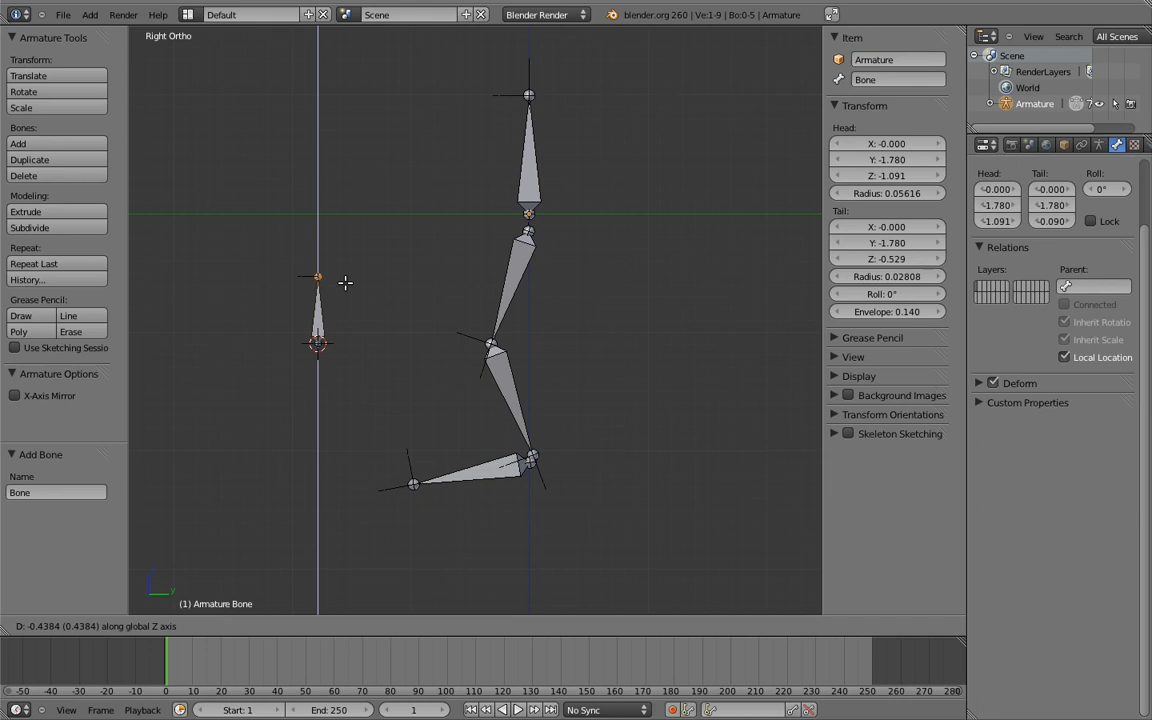 File Add Render Help Default Scene Blender Render blender.org 260 | Ve:1-9 | Bo:0-5 | Armature
Armature Tools
Transform:
Translate
Rotate
Scale
Bones:
Add
Duplicate
Delete
Modeling:
Extrude
Subdivide
Repeat:
Repeat Last
History...
Grease Pencil:
Draw Line
Poly Erase
Use Sketching Sessio
Armature Options
X-Axis Mirror
Add Bone
Name
Bone
Right Ortho
y
(1) Armature Bone
D: -0.4384 (0.4384) along global Z axis
Item
Armature
Bone
Transform
Head:
X: -0.000
Y: -1.780
Z: -1.091
Radius: 0.05616
Tail:
X: -0.000
Y: -1.780
Z: -0.529
Radius: 0.02808
Roll: 0°
Envelope: 0.140
Grease Pencil
View
Display
Background Images
Transform Orientations
Skeleton Sketching
View Search All Scenes
Scene
RenderLayers |
World
Armature | 7
Head: Tail: Roll:
-0.000 -0.000 0°
-1.780 -1.780
-1.091 -0.090 Lock
Relations
Layers: Parent:
Connected
Inherit Rotatio
Inherit Scale
Local Location
Deform
Custom Properties
-50 -40 -30 -20 -10 0 10 20 30 40 50 60 70 80 90 100 110 120 130 140 150 160 170 180 190 200 210 220 230 240 250 260 270 280
View Frame Playback Start: 1 End: 250 1 No Sync